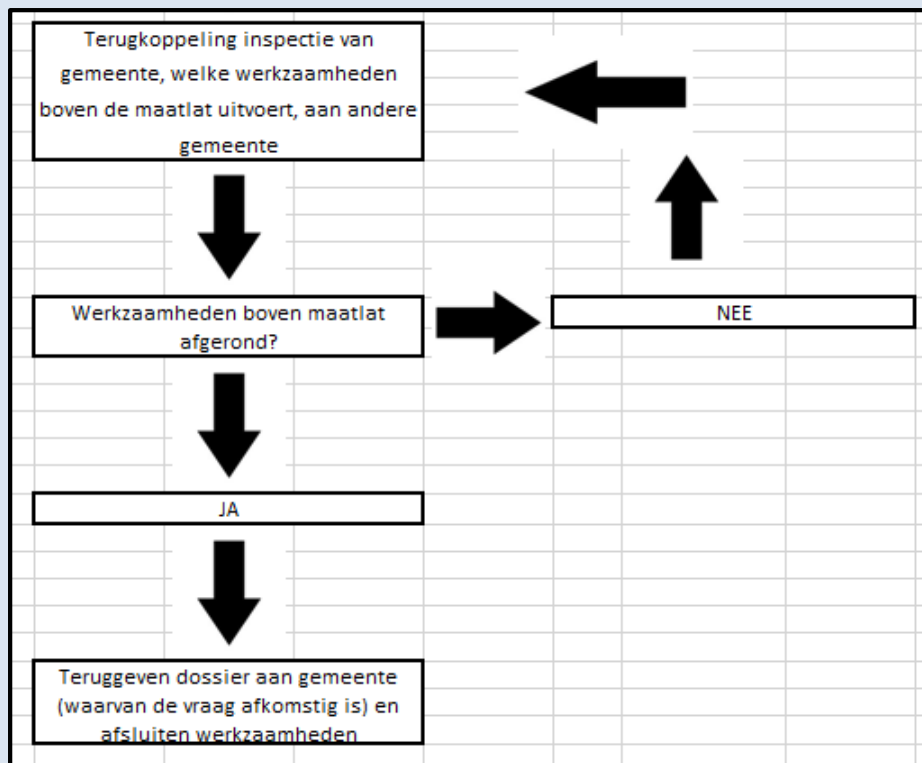 Terugkoppeling inspectie van
gemeente, welke werkzaamheden
boven de maatlat uitvoert, aan andere
gemeente
Werkzaamheden boven maatlat
afgerond?
NEE
JA
Teruggeven dossier aan gemeente
(waarvan de vraag afkomstig is) en
afsluiten werkzaamheden